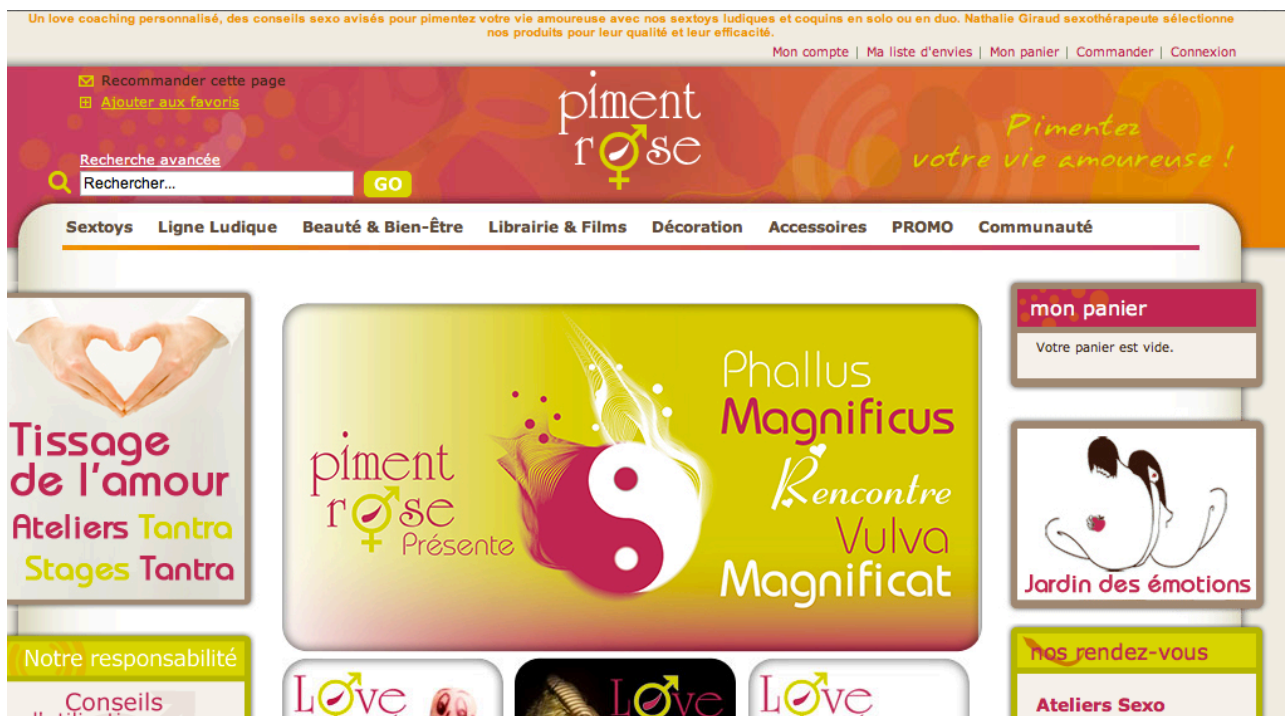 Un love coaching personnalisé, des conseils sexo avisés pour pimentez votre vie amoureuse avec nos sextoys ludiques et coquins en solo ou en duo. Nathalie Giraud sexothérapeute sélectionne
nos produits pour leur qualité et leur efficacité.
Mon compte | Ma liste d'envies | Mon panier | Commander | Connexion
Recommander cette page
Ajouter aux favoris
piment
rose
Pimentez
votre vie amoureuse !
Recherche avancée
Rechercher...
GO
Sextoys Ligne Ludique Beauté & Bien-Être Librairie & Films Décoration Accessoires PROMO Communauté
Tissage
de l'amour
Ateliers Tantra
Stages Tantra
Notre responsabilité
Conseils
piment
rose
Présente
Phallus
Magnificus
Rencontre
Vulva
Magnificat
Love
Love
Love
mon panier
Votre panier est vide.
Jardin des émotions
nos rendez-vous
Ateliers Sexo